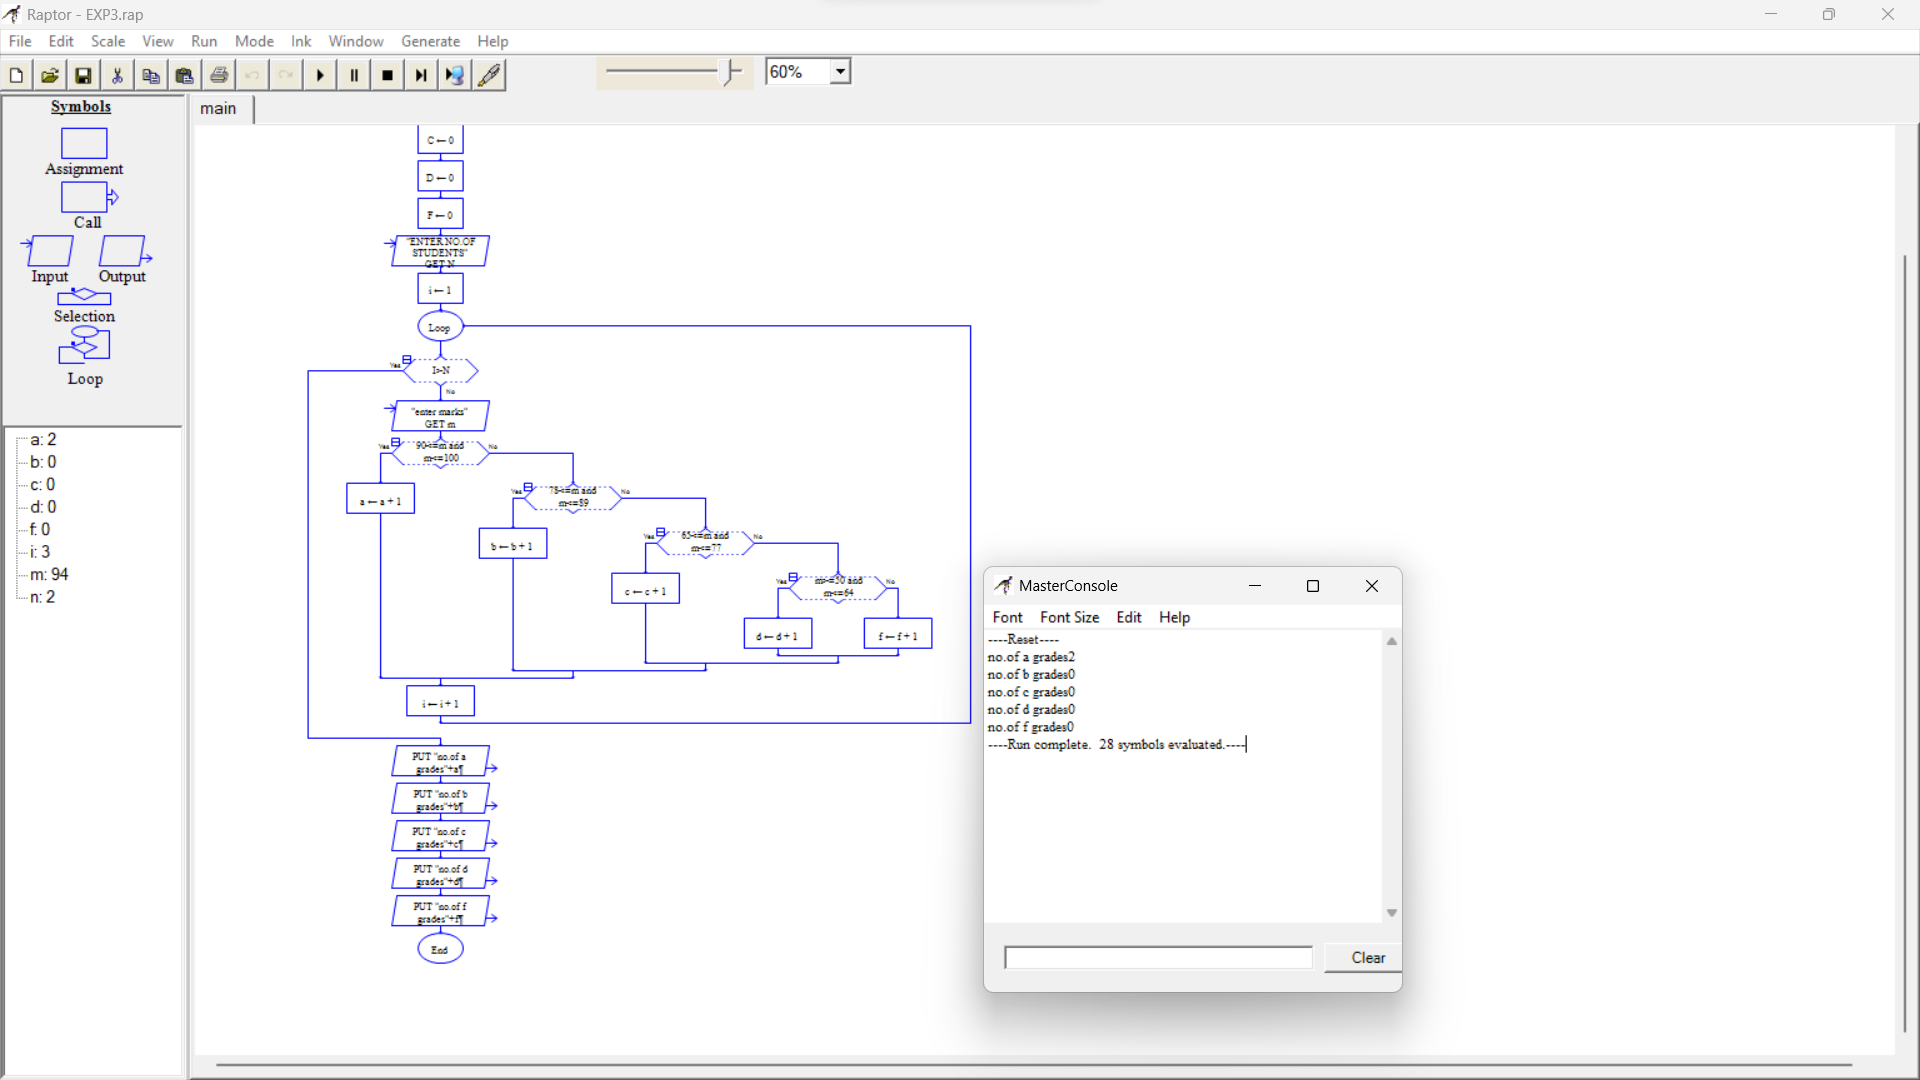 Raptor - EXP3.rap
File Edit Scale View Run Mode Ink Window Generate Help
60%
Symbols
Assignment
Call
Input Output
Selection
Loop
a: 2
b: 0
c: 0
d: 0
f: 0
i: 3
m: 94
n: 2
main
C ← 0
D ← 0
F ← 0
"ENTER NO.OF
STUDENTS"
GET N
i ← 1
Loop
Yes
I>N
No
"enter marks"
GET m
Yes
90<=m and
m<=100
No
a ← a + 1
Yes
78<=m and
m<=89
No
b ← b + 1
Yes
65<=m and
m<=77
No
c ← c + 1
Yes
m>=50 and
m<=64
No
d ← d + 1
f ← f + 1
i ← i + 1
PUT "no.of a
grades"+a¶
PUT "no.of b
grades"+b¶
PUT "no.of c
grades"+c¶
PUT "no.of d
grades"+d¶
PUT "no.of f
grades"+f¶
End
MasterConsole
Font Font Size Edit Help
----Reset----
no.of a grades2
no.of b grades0
no.of c grades0
no.of d grades0
no.of f grades0
----Run complete.  28 symbols evaluated.----
Clear